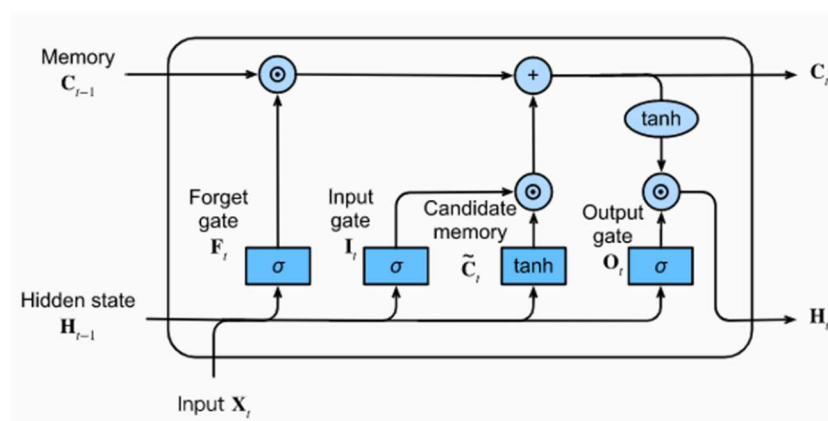 Memory
C_{t-1}
C_t
+
tanh
Forget
gate
F_t
Input
gate
I_t
Candidate
memory
C̃_t
Output
gate
O_t
σ
σ
tanh
σ
Hidden state
H_{t-1}
H_t
Input X_t